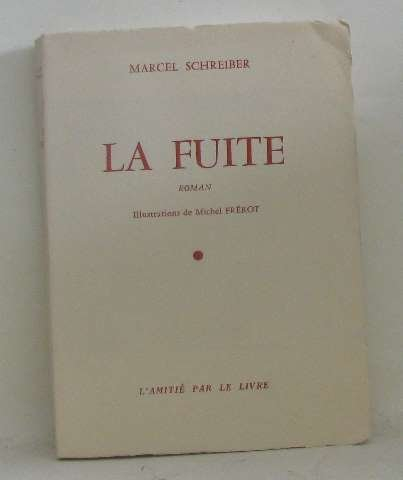 MARCEL SCHREIBER
LA FUITE
ROMAN
Illustrations de Michel FRÉROT
L'AMITIÉ PAR LE LIVRE